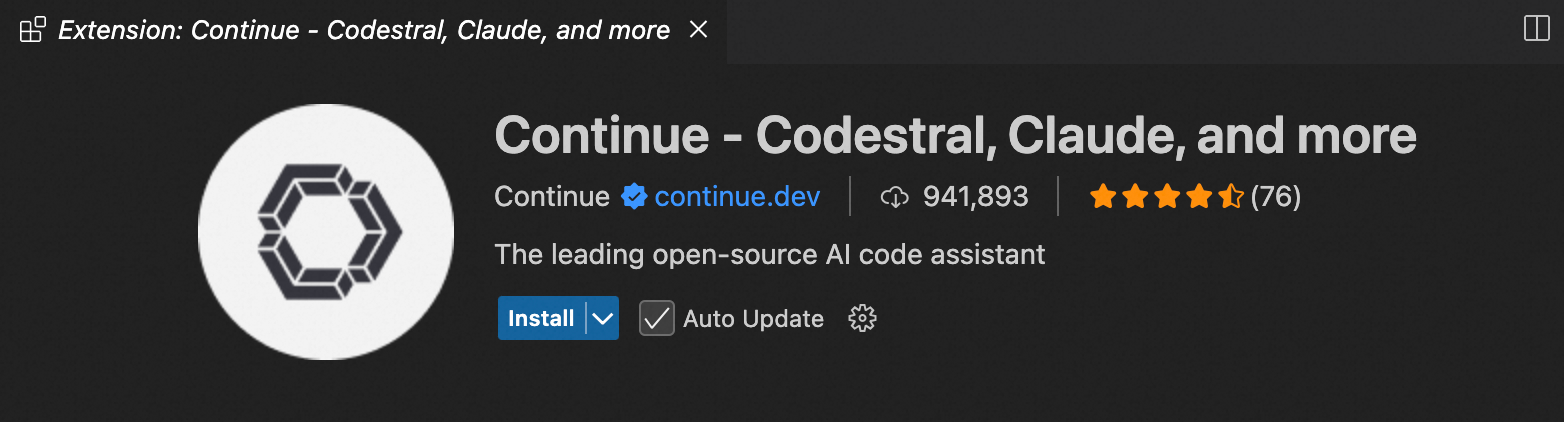 Extension: Continue - Codestral, Claude, and more
Continue - Codestral, Claude, and more
Continue continue.dev 941,893 (76)
The leading open-source AI code assistant
Install Auto Update